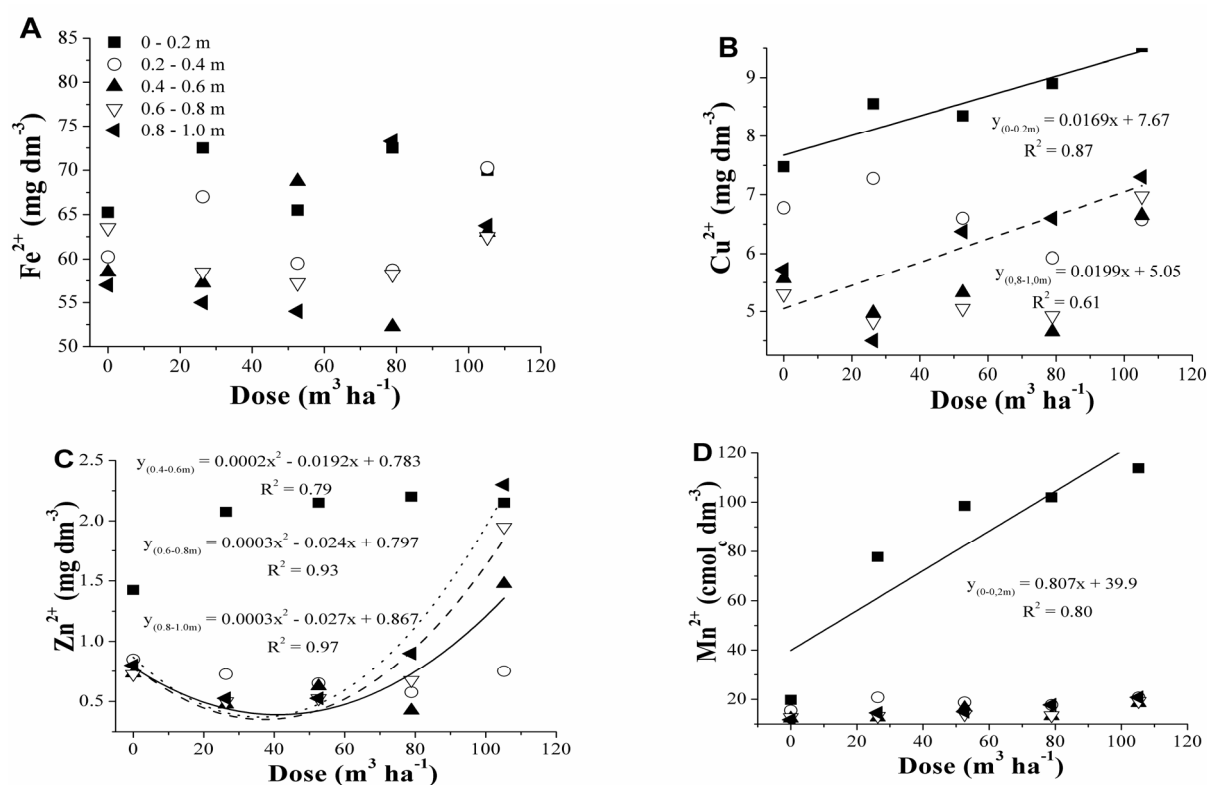 A
85
80
75
70
65
60
55
50
0 - 0.2 m
0.2 - 0.4 m
0.4 - 0.6 m
0.6 - 0.8 m
0.8 - 1.0 m
Fe²⁺ (mg dm⁻³)
0 20 40 60 80 100 120
Dose (m³ ha⁻¹)
B
9
8
7
6
5
Cu²⁺ (mg dm⁻³)
y(0-0.2m) = 0.0169x + 7.67
R² = 0.87
y(0,8-1,0m) = 0.0199x + 5.05
R² = 0.61
0 20 40 60 80 100 120
Dose (m³ ha⁻¹)
C
2.5
2.0
1.5
1.0
0.5
Zn²⁺ (mg dm⁻³)
y(0.4-0.6m) = 0.0002x² - 0.0192x + 0.783
R² = 0.79
y(0.6-0.8m) = 0.0003x² - 0.024x + 0.797
R² = 0.93
y(0.8-1.0m) = 0.0003x² - 0.027x + 0.867
R² = 0.97
0 20 40 60 80 100 120
Dose (m³ ha⁻¹)
D
120
100
80
60
40
20
Mn²⁺ (cmolc dm⁻³)
y(0-0,2m) = 0.807x + 39.9
R² = 0.80
0 20 40 60 80 100 120
Dose (m³ ha⁻¹)